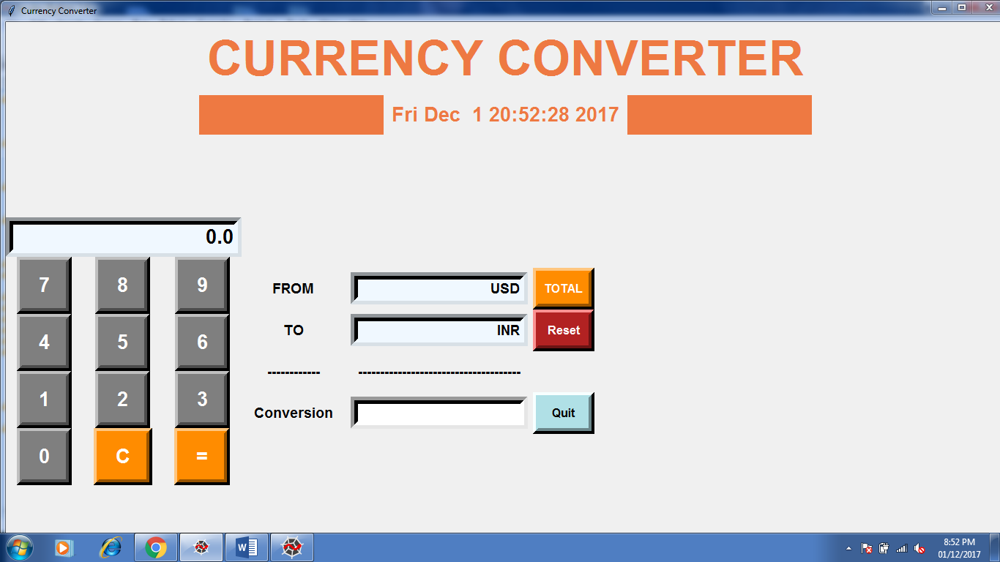 Currency Converter
CURRENCY CONVERTER
Fri Dec  1 20:52:28 2017
0.0
7 8 9
FROM USD TOTAL
4 5 6
TO INR Reset
------------ -------------------------------------
1 2 3
Conversion Quit
0 C =
W
8:52 PM
01/12/2017